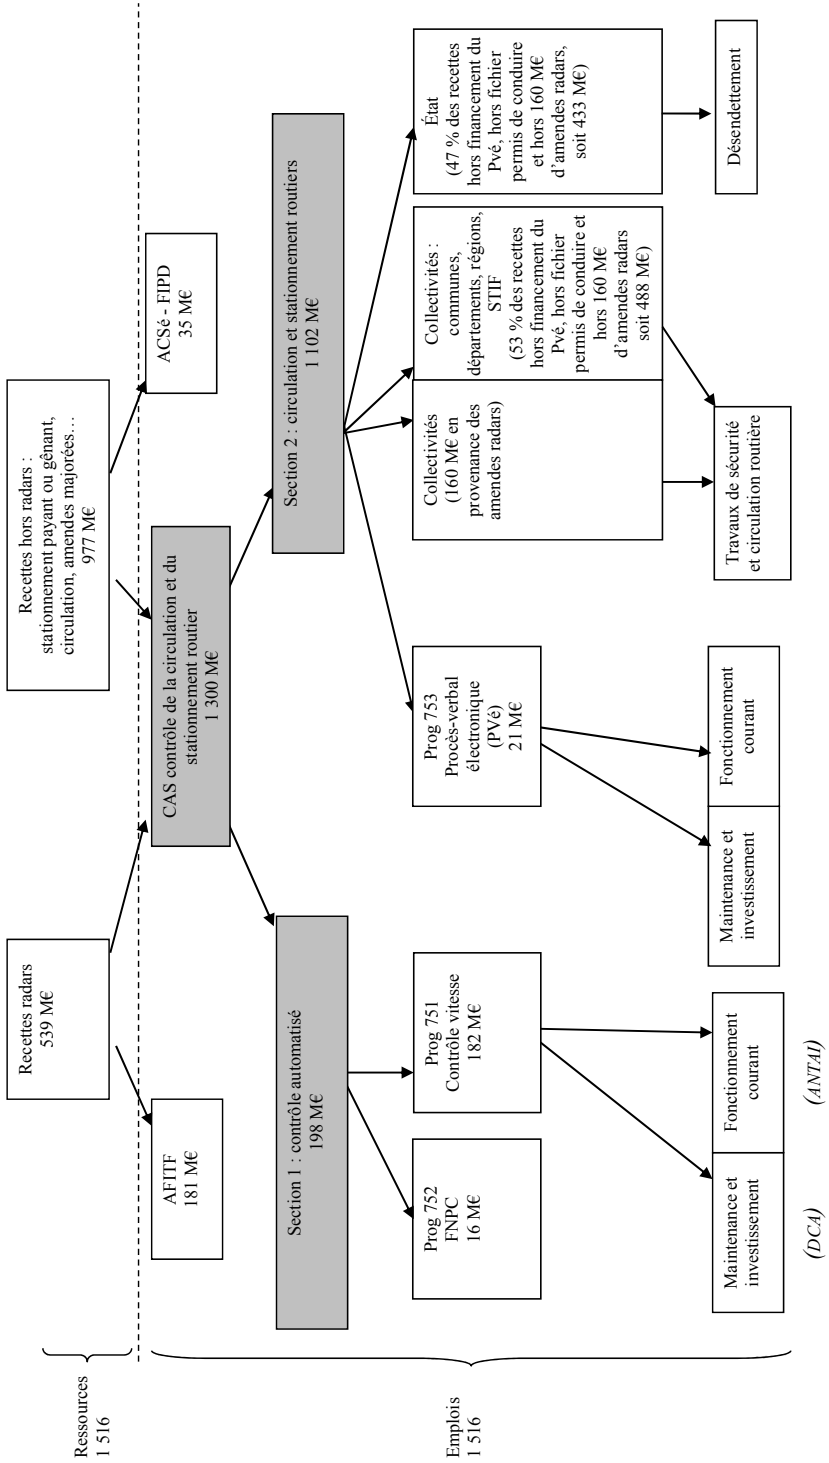 Ressources
1 516
Recettes radars
539 M€
Recettes hors radars :
stationnement payant ou gênant,
circulation, amendes majorées…
977 M€
Emplois
1 516
AFITF
181 M€
CAS contrôle de la circulation et du
stationnement routier
1 300 M€
ACSé - FIPD
35 M€
Section 1 : contrôle automatisé
198 M€
Section 2 : circulation et stationnement routiers
1 102 M€
Prog 752
FNPC
16 M€
Prog 751
Contrôle vitesse
182 M€
Prog 753
Procès-verbal
électronique
(PVé)
21 M€
Collectivités
(160 M€ en
provenance des
amendes radars)
Collectivités :
communes,
départements, régions,
STIF
(53 % des recettes
hors financement du
Pvé, hors fichier
permis de conduire et
hors 160 M€
d’amendes radars
soit 488 M€)
État
(47 % des recettes
hors financement du
Pvé, hors fichier
permis de conduire
et hors 160 M€
d’amendes radars,
soit 433 M€)
Maintenance et
investissement
Fonctionnement
courant
Maintenance et
investissement
Fonctionnement
courant
Travaux de sécurité
et circulation routière
Désendettement
(DCA)
(ANTAI)